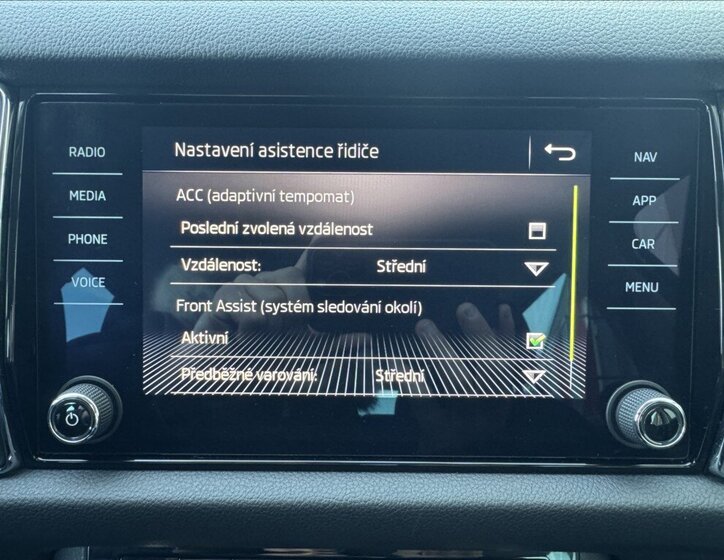 Nastavení asistence řidiče
RADIO
MEDIA
PHONE
VOICE
ACC (adaptivní tempomat)
Poslední zvolená vzdálenost
Vzdálenost: Střední
Front Assist (systém sledování okolí)
Aktivní
Předběžné varování: Střední
NAV
APP
CAR
MENU